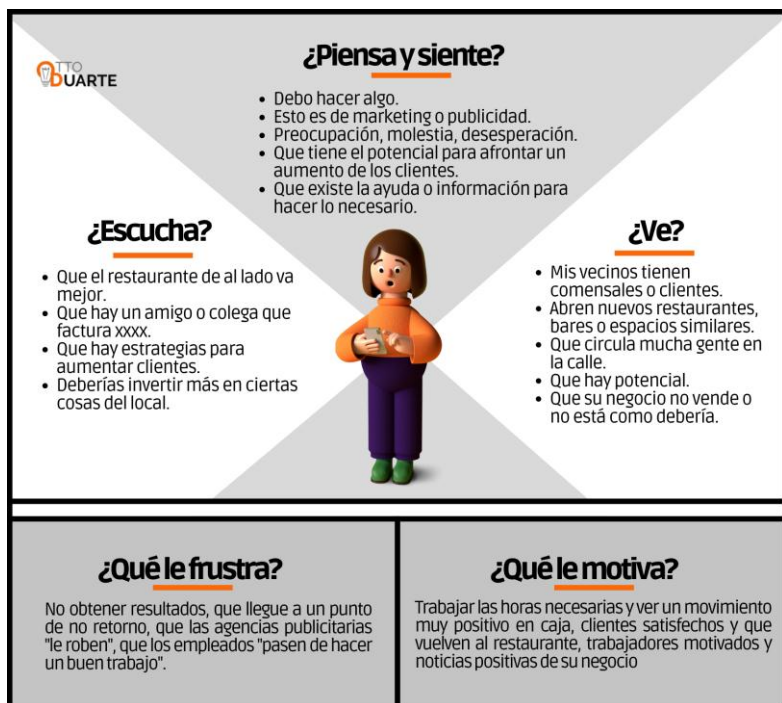 OTTO
DUARTE
¿Piensa y siente?
• Debo hacer algo.
• Esto es de marketing o publicidad.
• Preocupación, molestia, desesperación.
• Que tiene el potencial para afrontar un
aumento de los clientes.
• Que existe la ayuda o información para
hacer lo necesario.
¿Escucha?
• Que el restaurante de al lado va
mejor.
• Que hay un amigo o colega que
factura xxxx.
• Que hay estrategias para
aumentar clientes.
• Deberías invertir más en ciertas
cosas del local.
¿Ve?
• Mis vecinos tienen
comensales o clientes.
• Abren nuevos restaurantes,
bares o espacios similares.
• Que circula mucha gente en
la calle.
• Que hay potencial.
• Que su negocio no vende o
no está como debería.
¿Qué le frustra?
No obtener resultados, que llegue a un punto
de no retorno, que las agencias publicitarias
"le roben", que los empleados "pasen de hacer
un buen trabajo".
¿Qué le motiva?
Trabajar las horas necesarias y ver un movimiento
muy positivo en caja, clientes satisfechos y que
vuelven al restaurante, trabajadores motivados y
noticias positivas de su negocio